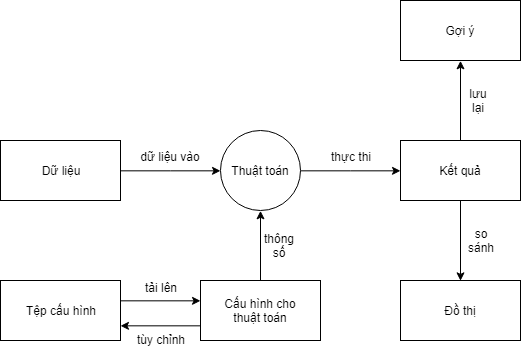 Gợi ý
lưu
lại
dữ liệu vào
thực thi
Dữ liệu
Thuật toán
Kết quả
thông
số
so
sánh
tải lên
Tệp cấu hình
Cấu hình cho
thuật toán
Đồ thị
tùy chỉnh